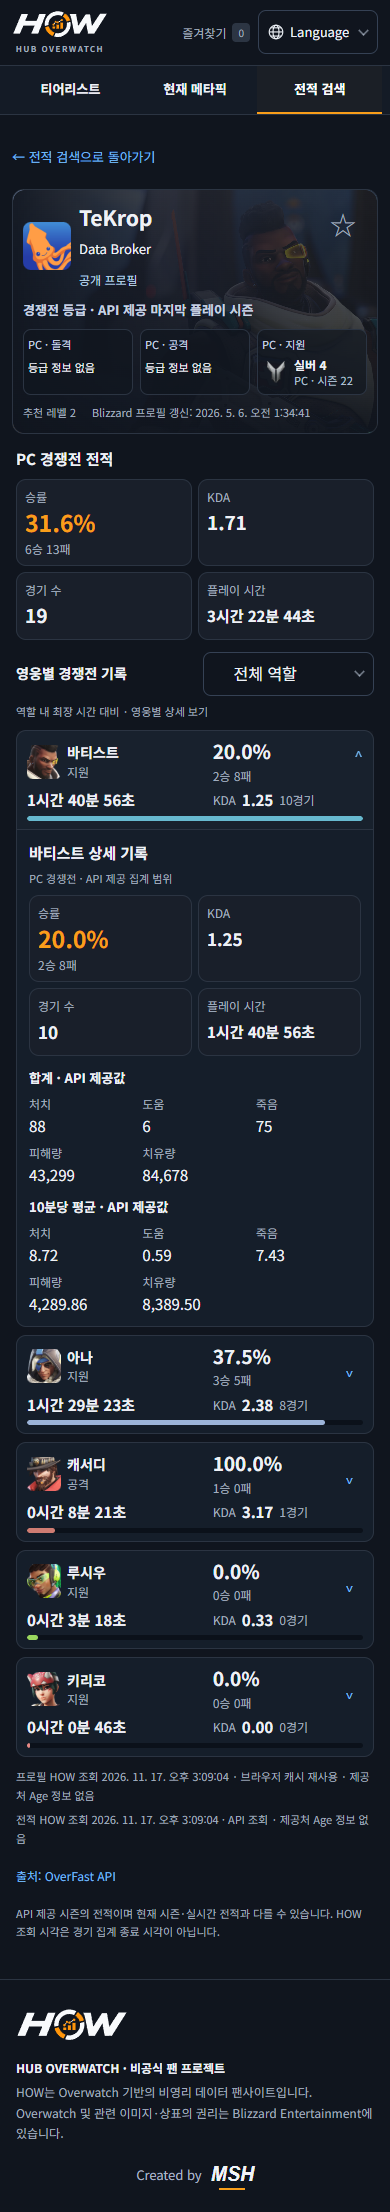 HOW
HUB OVERWATCH
즐겨찾기 0
Language
티어리스트 현재 메타픽 전적 검색
← 전적 검색으로 돌아가기
TeKrop
Data Broker
공개 프로필
경쟁전 등급 · API 제공 마지막 플레이 시즌
PC · 돌격
등급 정보 없음
PC · 공격
등급 정보 없음
PC · 지원
실버 4
PC · 시즌 22
추천 레벨 2 Blizzard 프로필 갱신: 2026. 5. 6. 오전 1:34:41
PC 경쟁전 전적
승률
31.6%
6승 13패
KDA
1.71
경기 수
19
플레이 시간
3시간 22분 44초
영웅별 경쟁전 기록
전체 역할
역할 내 최장 시간 대비 · 영웅별 상세 보기
바티스트
지원
20.0%
2승 8패
1시간 40분 56초
KDA 1.25 10경기
바티스트 상세 기록
PC 경쟁전 · API 제공 집계 범위
승률
20.0%
2승 8패
KDA
1.25
경기 수
10
플레이 시간
1시간 40분 56초
합계 · API 제공값
처치 도움 죽음
88 6 75
피해량 치유량
43,299 84,678
10분당 평균 · API 제공값
처치 도움 죽음
8.72 0.59 7.43
피해량 치유량
4,289.86 8,389.50
아나
지원
37.5%
3승 5패
1시간 29분 23초
KDA 2.38 8경기
캐서디
공격
100.0%
1승 0패
0시간 8분 21초
KDA 3.17 1경기
루시우
지원
0.0%
0승 0패
0시간 3분 18초
KDA 0.33 0경기
키리코
지원
0.0%
0승 0패
0시간 0분 46초
KDA 0.00 0경기
프로필 HOW 조회 2026. 11. 17. 오후 3:09:04 · 브라우저 캐시 재사용 · 제공
처 Age 정보 없음
전적 HOW 조회 2026. 11. 17. 오후 3:09:04 · API 조회 · 제공처 Age 정보 없
음
출처: OverFast API
API 제공 시즌의 전적이며 현재 시즌·실시간 전적과 다를 수 있습니다. HOW
조회 시각은 경기 집계 종료 시각이 아닙니다.
HOW
HUB OVERWATCH · 비공식 팬 프로젝트
HOW는 Overwatch 기반의 비영리 데이터 팬사이트입니다.
Overwatch 및 관련 이미지·상표의 권리는 Blizzard Entertainment에
있습니다.
Created by MSH